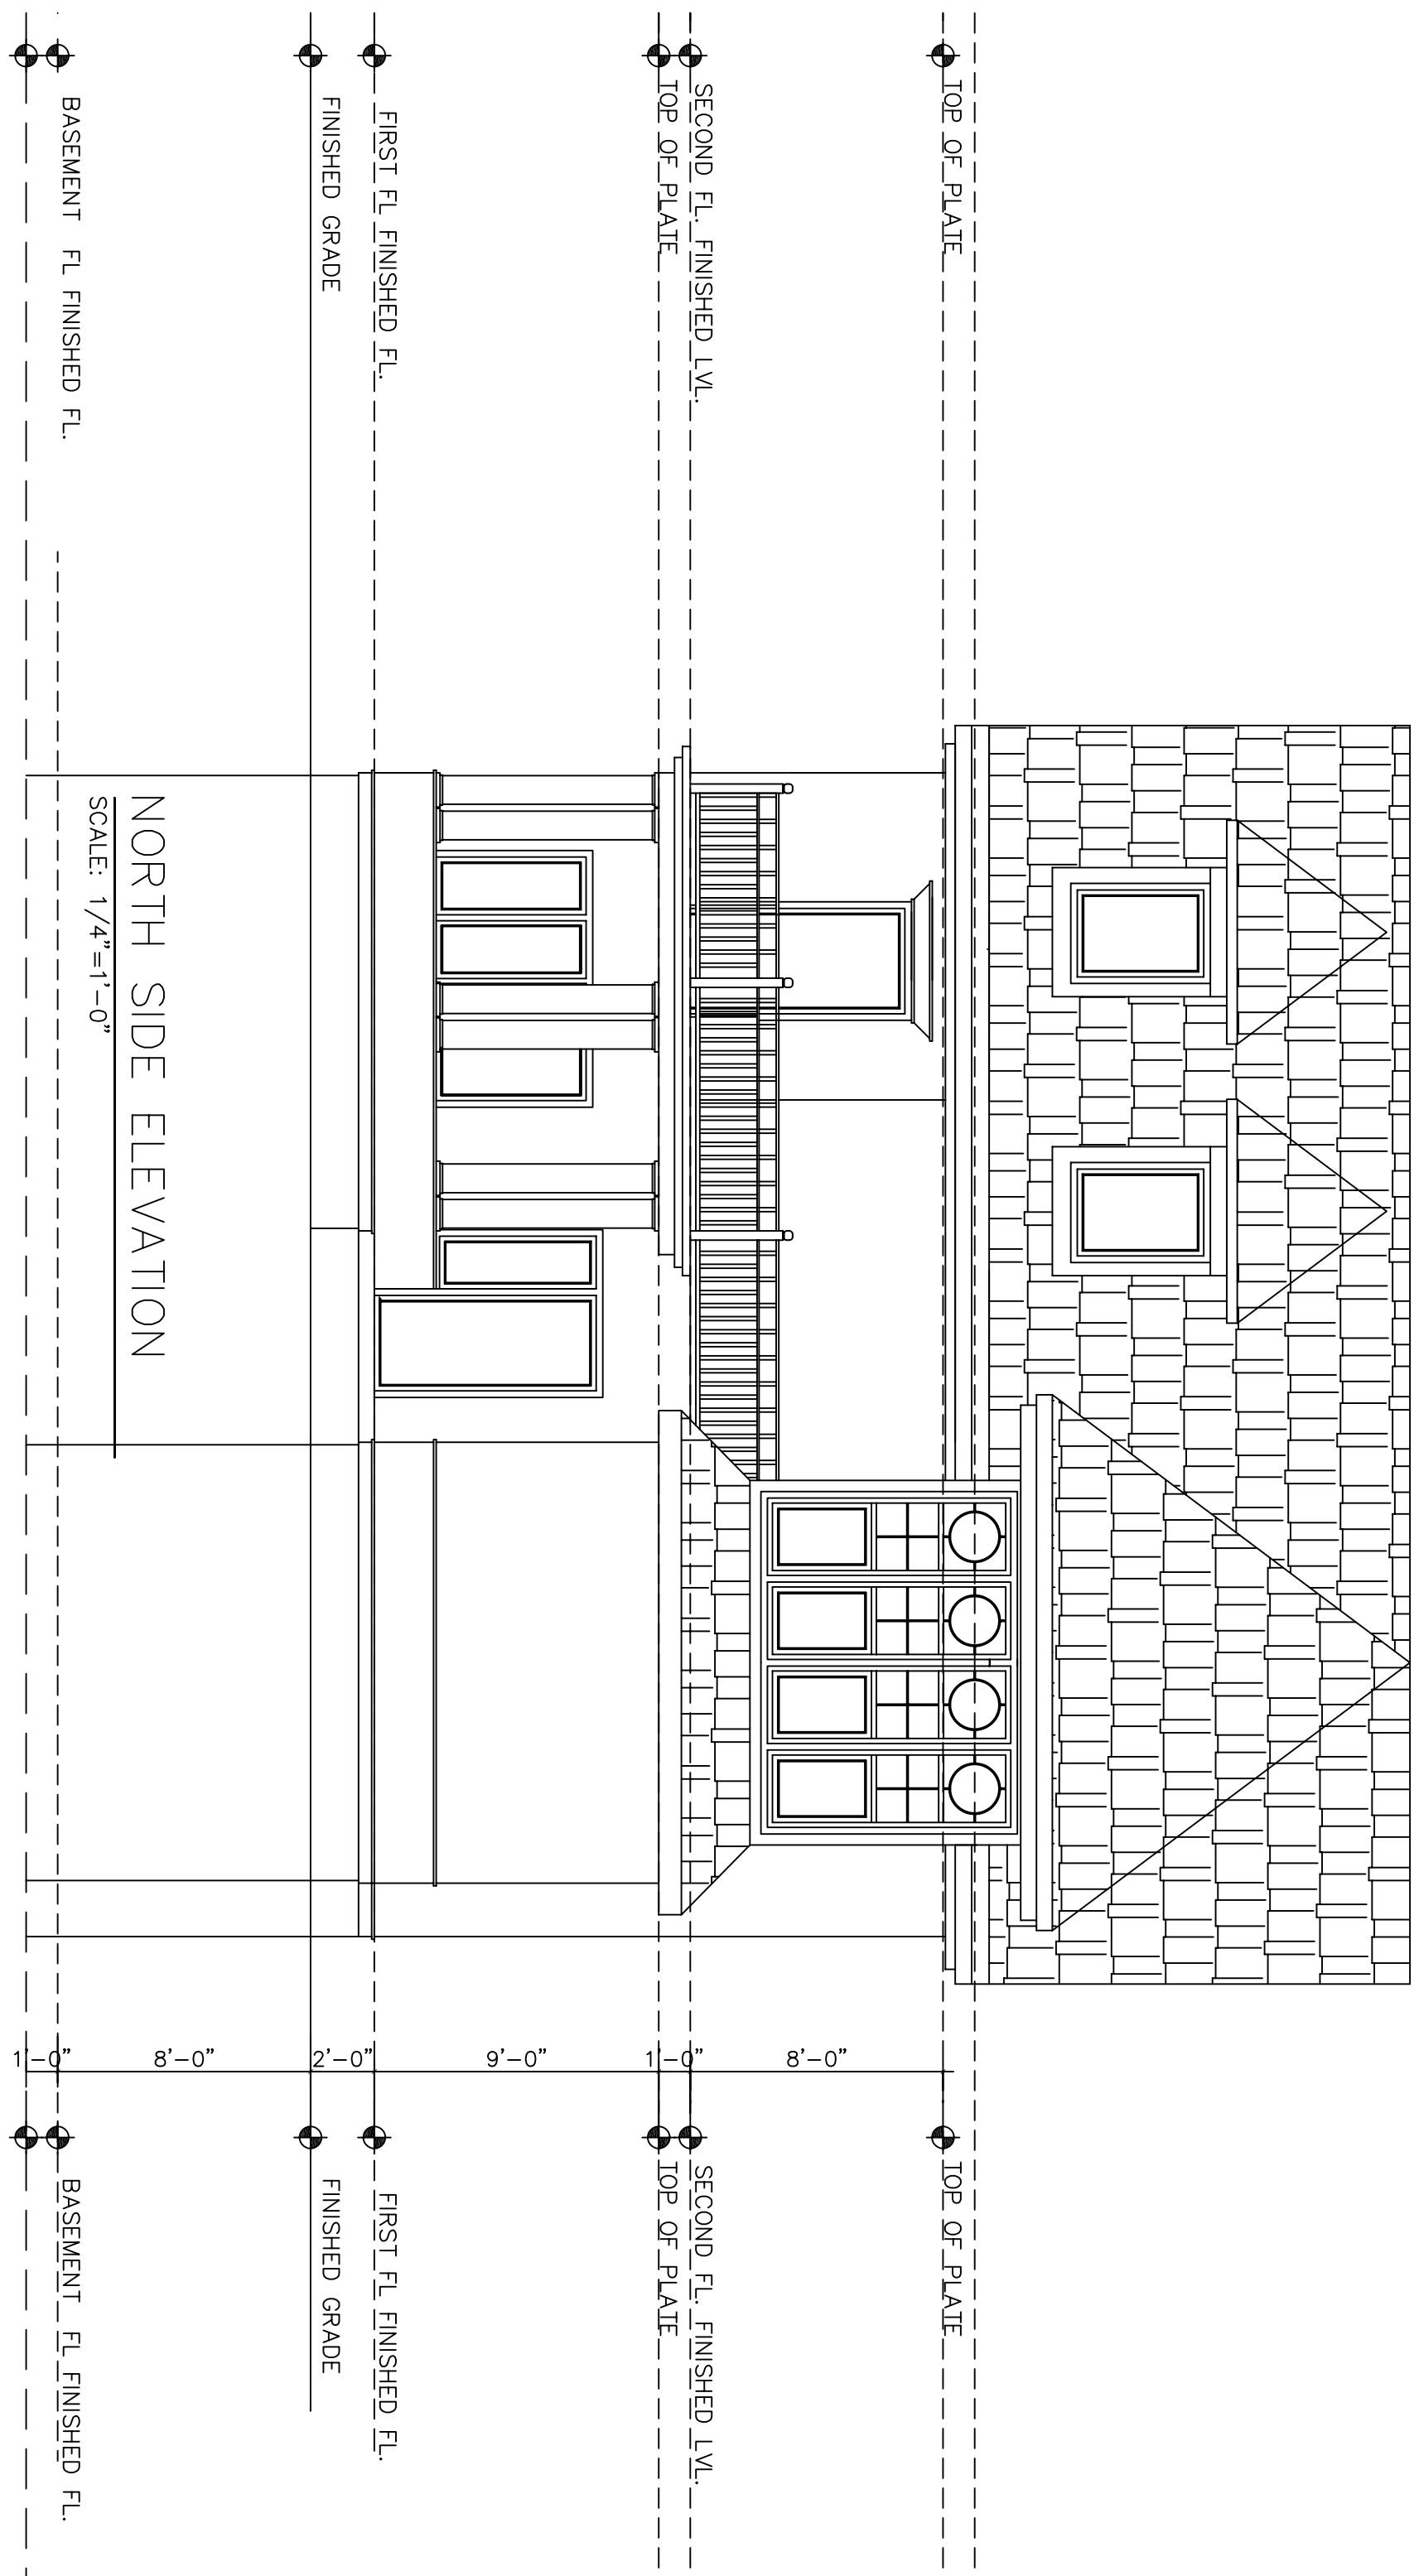 TOP OF PLATE
TOP OF PLATE
8'-0"
SECOND FL. FINISHED LVL.
SECOND FL. FINISHED LVL.
1'-0"
TOP OF PLATE
TOP OF PLATE
9'-0"
FIRST FL FINISHED FL.
FIRST FL FINISHED FL.
2'-0"
FINISHED GRADE
FINISHED GRADE
8'-0"
NORTH SIDE ELEVATION
SCALE: 1/4"=1'-0"
BASEMENT FL FINISHED FL.
BASEMENT FL FINISHED FL.
1'-0"